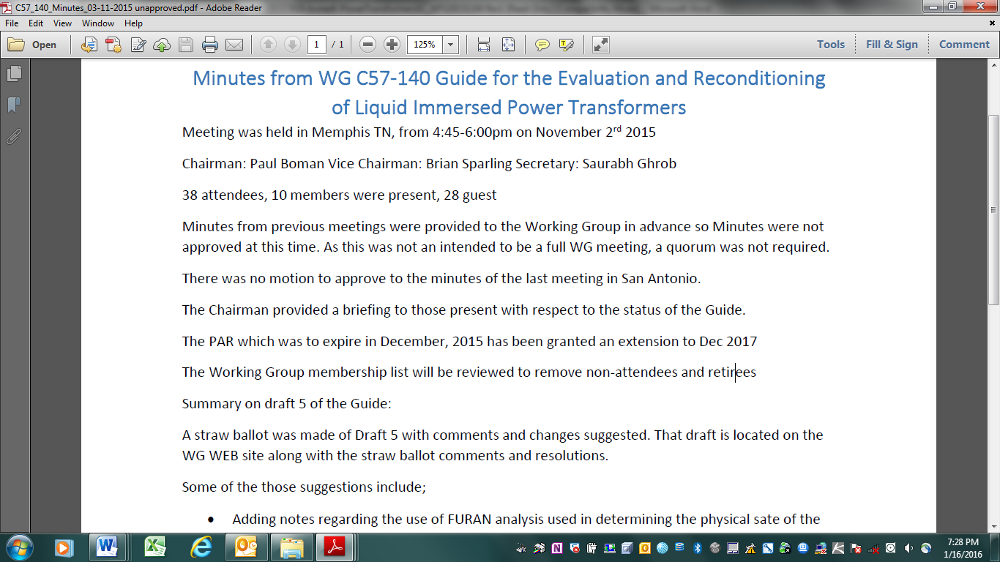 C57_140_Minutes_03-11-2015 unapproved.pdf - Adobe Reader
File Edit View Window Help
Open 1 / 1 125% Tools Fill & Sign Comment
Minutes from WG C57-140 Guide for the Evaluation and Reconditioning
of Liquid Immersed Power Transformers
Meeting was held in Memphis TN, from 4:45-6:00pm on November 2rd 2015
Chairman: Paul Boman Vice Chairman: Brian Sparling Secretary: Saurabh Ghrob
38 attendees, 10 members were present, 28 guest
Minutes from previous meetings were provided to the Working Group in advance so Minutes were not
approved at this time. As this was not an intended to be a full WG meeting, a quorum was not required.
There was no motion to approve to the minutes of the last meeting in San Antonio.
The Chairman provided a briefing to those present with respect to the status of the Guide.
The PAR which was to expire in December, 2015 has been granted an extension to Dec 2017
The Working Group membership list will be reviewed to remove non-attendees and retirees
Summary on draft 5 of the Guide:
A straw ballot was made of Draft 5 with comments and changes suggested. That draft is located on the
WG WEB site along with the straw ballot comments and resolutions.
Some of the those suggestions include;
• Adding notes regarding the use of FURAN analysis used in determining the physical sate of the
7:28 PM
1/16/2016